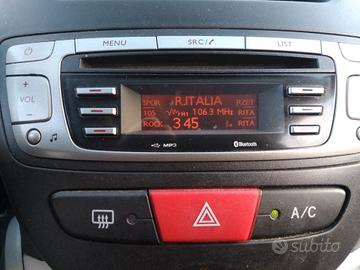 MENU
SRC/
LIST
SPOR R.ITALIA RZET
105 106.3 MHz RITA
ROCK 3 45 RITA
+
VOL
-
MP3
Bluetooth
A/C
subito